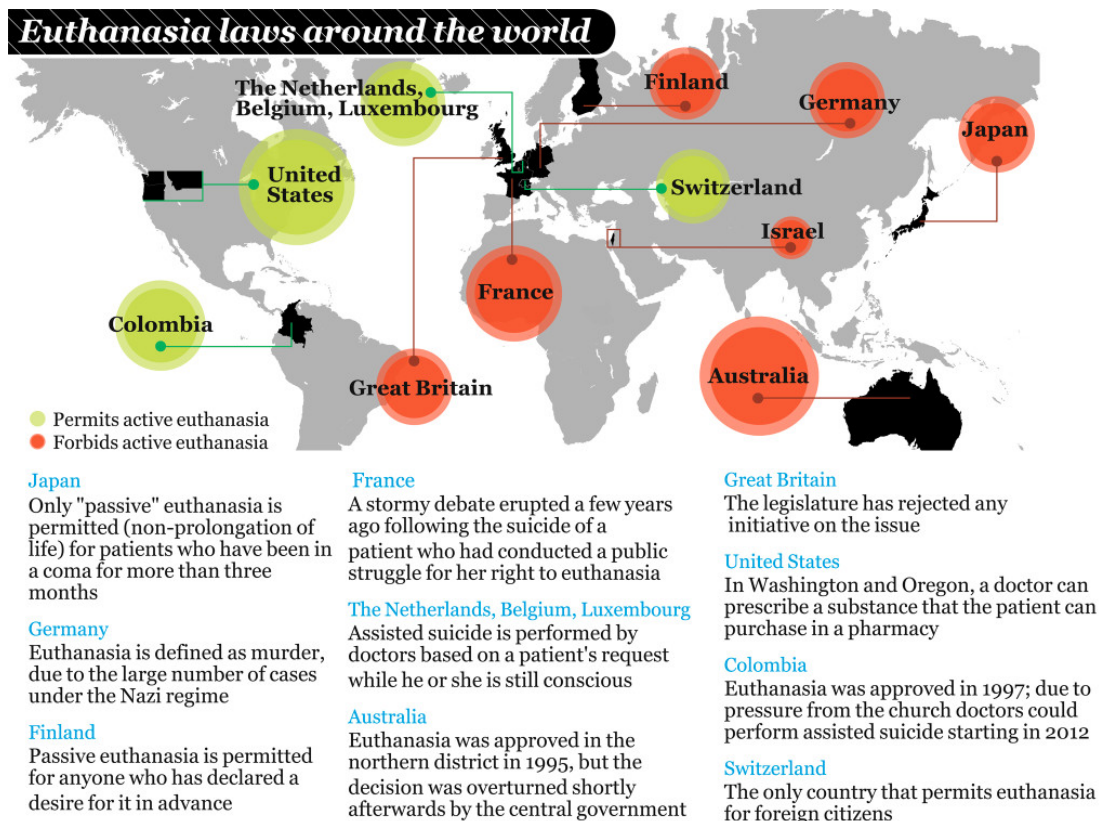 Euthanasia laws around the world
The Netherlands,
Belgium, Luxembourg
Finland
Germany
Japan
United
States
Switzerland
Israel
France
Colombia
Great Britain
Australia
Permits active euthanasia
Forbids active euthanasia
Japan
Only "passive" euthanasia is
permitted (non-prolongation of
life) for patients who have been in
a coma for more than three
months
Germany
Euthanasia is defined as murder,
due to the large number of cases
under the Nazi regime
Finland
Passive euthanasia is permitted
for anyone who has declared a
desire for it in advance
France
A stormy debate erupted a few years
ago following the suicide of a
patient who had conducted a public
struggle for her right to euthanasia
The Netherlands, Belgium, Luxembourg
Assisted suicide is performed by
doctors based on a patient's request
while he or she is still conscious
Australia
Euthanasia was approved in the
northern district in 1995, but the
decision was overturned shortly
afterwards by the central government
Great Britain
The legislature has rejected any
initiative on the issue
United States
In Washington and Oregon, a doctor can
prescribe a substance that the patient can
purchase in a pharmacy
Colombia
Euthanasia was approved in 1997; due to
pressure from the church doctors could
perform assisted suicide starting in 2012
Switzerland
The only country that permits euthanasia
for foreign citizens